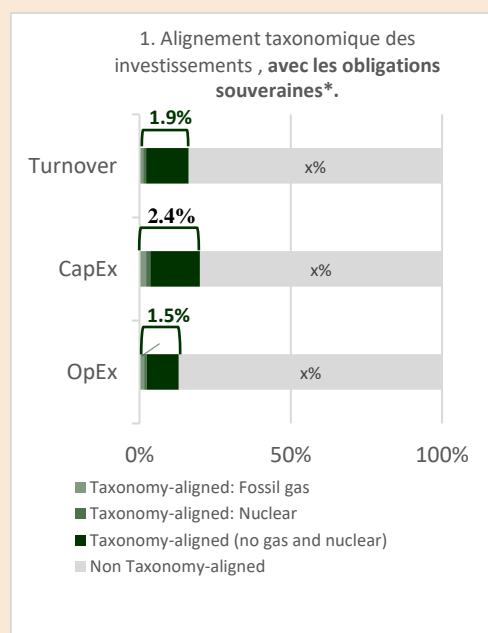 1. Alignement taxonomique des
investissements , avec les obligations
souveraines*.
1.9%
Turnover
x%
2.4%
CapEx
x%
1.5%
OpEx
x%
0% 50% 100%
Taxonomy-aligned: Fossil gas
Taxonomy-aligned: Nuclear
Taxonomy-aligned (no gas and nuclear)
Non Taxonomy-aligned